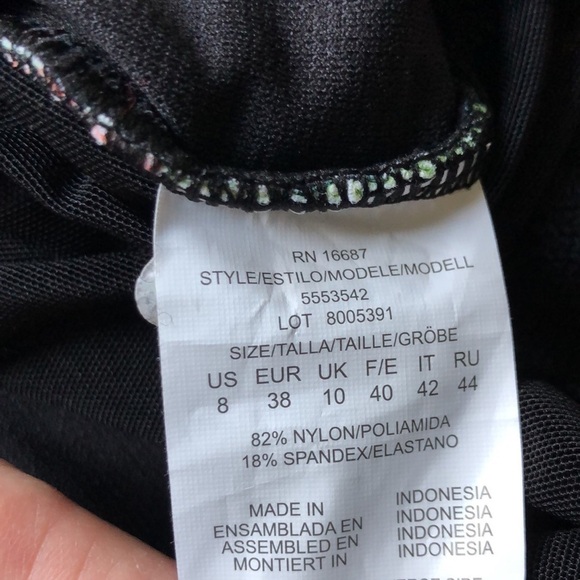 RN 16687
STYLE/ESTILO/MODELE/MODELL
5553542
LOT 8005391
SIZE/TALLA/TAILLE/GRÖBE
US EUR UK F/E IT RU
8 38 10 40 42 44
82% NYLON/POLIAMIDA
18% SPANDEX/ELASTANO
MADE IN INDONESIA
ENSAMBLADA EN INDONESIA
ASSEMBLED EN INDONESIA
MONTIERT IN INDONESIA